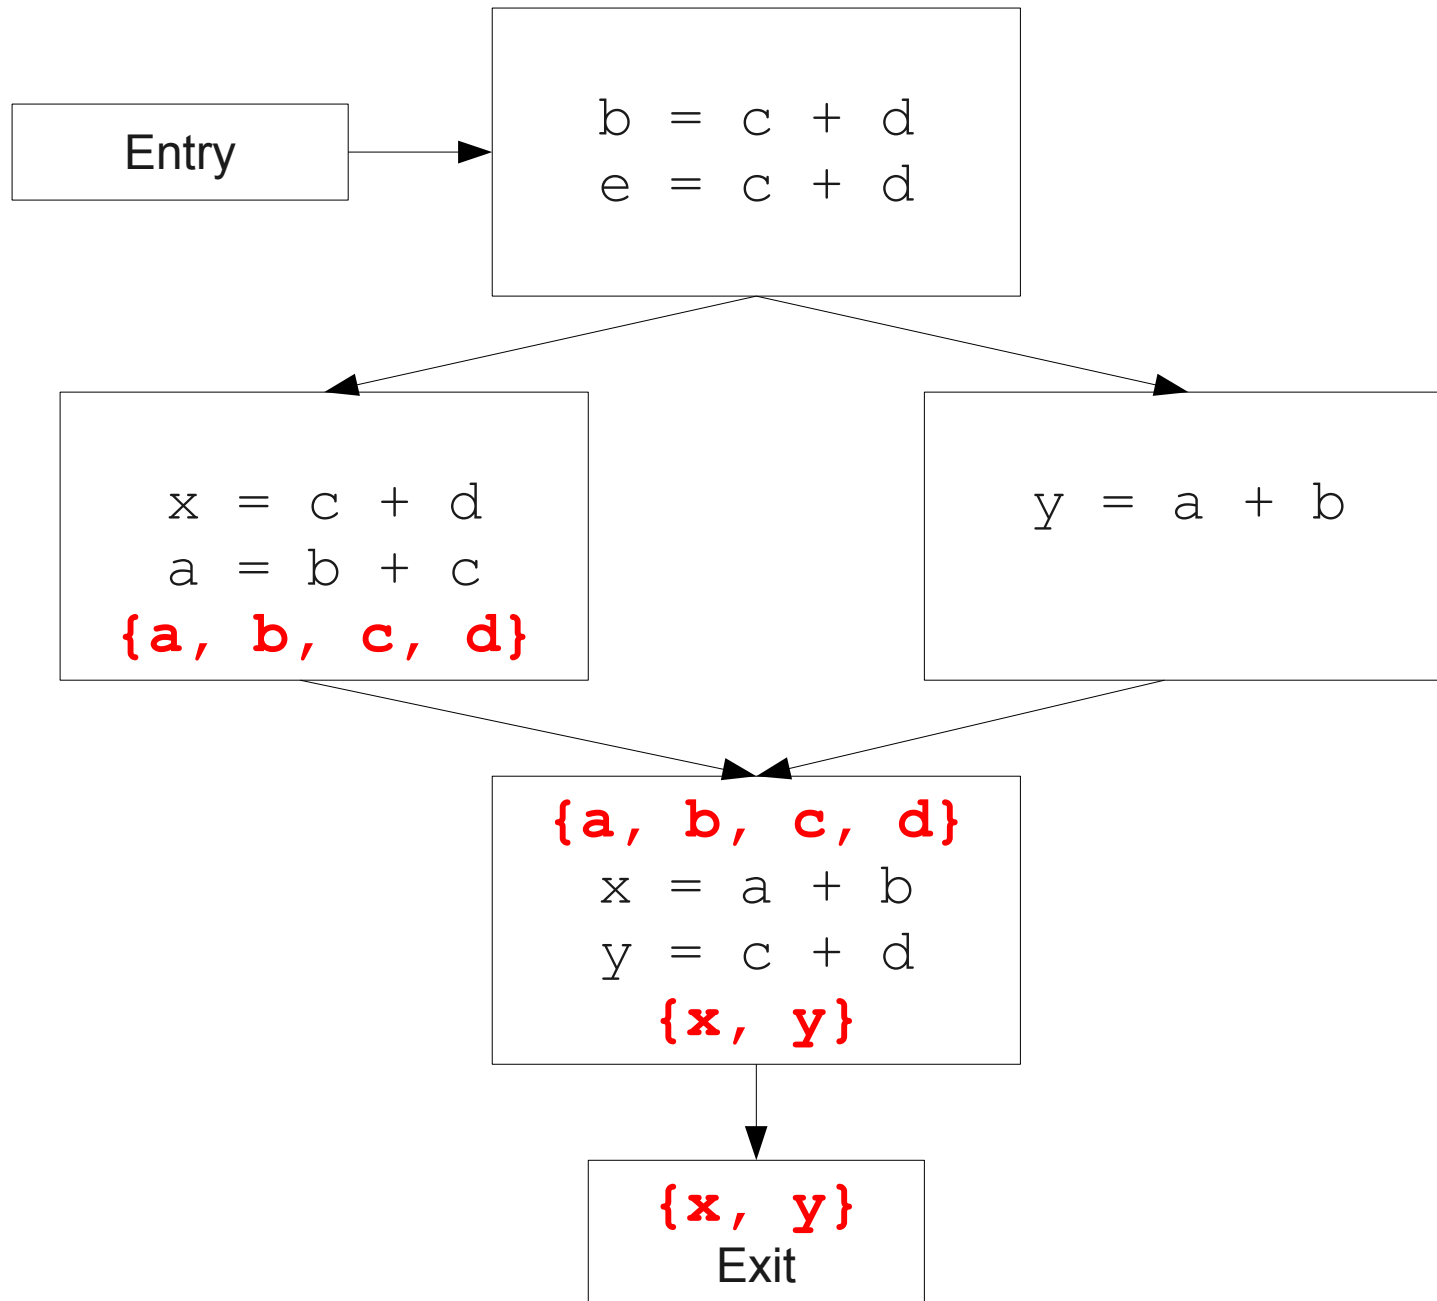 Entry
b = c + d
e = c + d
x = c + d
a = b + c
{a, b, c, d}
y = a + b
{a, b, c, d}
x = a + b
y = c + d
{x, y}
{x, y}
Exit